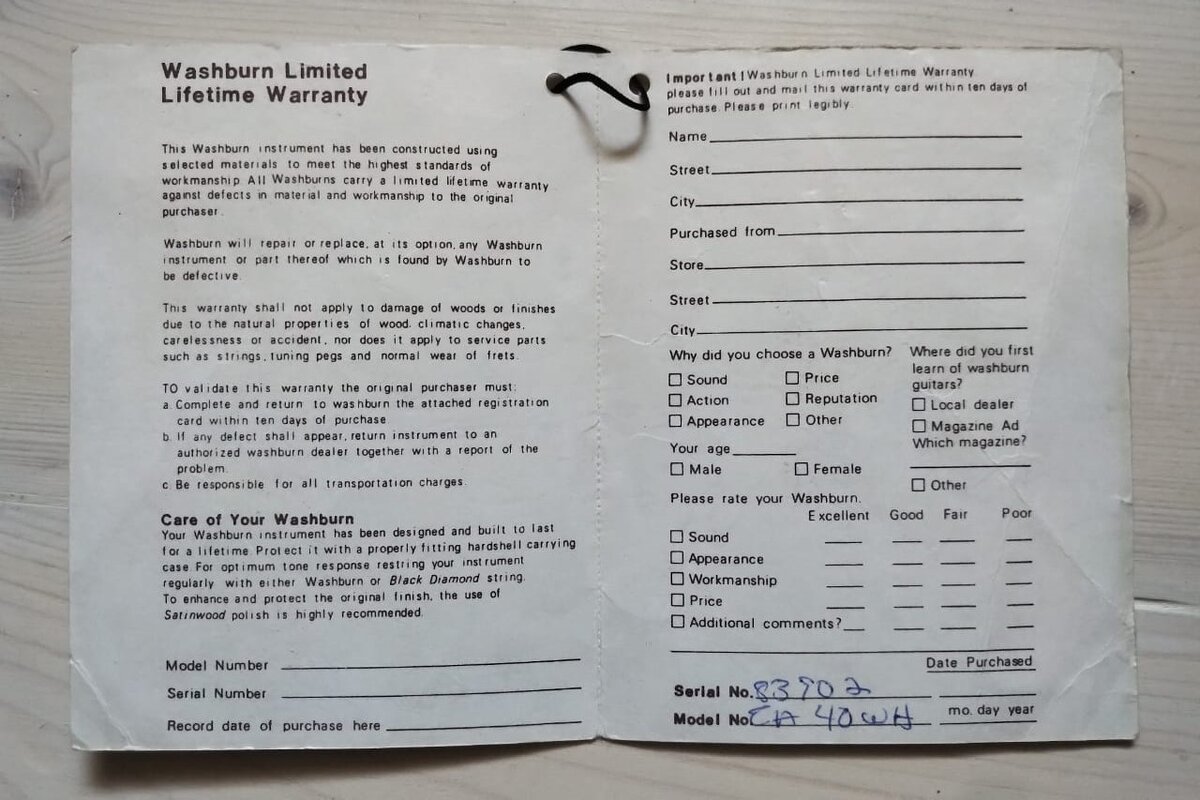 Washburn Limited
Lifetime Warranty
This Washburn instrument has been constructed using
selected materials to meet the highest standards of
workmanship. All Washburns carry a limited lifetime warranty
against defects in material and workmanship to the original
purchaser.
Washburn will repair or replace, at its option, any Washburn
instrument or part thereof which is found by Washburn to
be defective.
This warranty shall not apply to damage of woods or finishes
due to the natural properties of wood, climatic changes,
carelessness or accident, nor does it apply to service parts
such as strings, tuning pegs and normal wear of frets.
TO validate this warranty the original purchaser must:
a. Complete and return to washburn the attached registration
card within ten days of purchase
b. If any defect shall appear, return instrument to an
authorized washburn dealer together with a report of the
problem.
c. Be responsible for all transportation charges.
Care of Your Washburn
Your Washburn instrument has been designed and built to last
for a lifetime. Protect it with a properly fitting hardshell carrying
case. For optimum tone response restring your instrument
regularly with either Washburn or Black Diamond string.
To enhance and protect the original finish, the use of
Satinwood polish is highly recommended.
Model Number
Serial Number
Record date of purchase here
Important! Washburn Limited Lifetime Warranty
please fill out and mail this warranty card within ten days of
purchase. Please print legibly.
Name
Street
City
Purchased from
Store
Street
City
Why did you choose a Washburn?
Sound Price
Action Reputation
Appearance Other
Your age
Male Female
Where did you first
learn of washburn
guitars?
Local dealer
Magazine Ad
Which magazine?
Other
Please rate your Washburn.
Excellent Good Fair Poor
Sound
Appearance
Workmanship
Price
Additional comments?
Date Purchased
Serial No. 83902
Model No 40WH
mo. day year